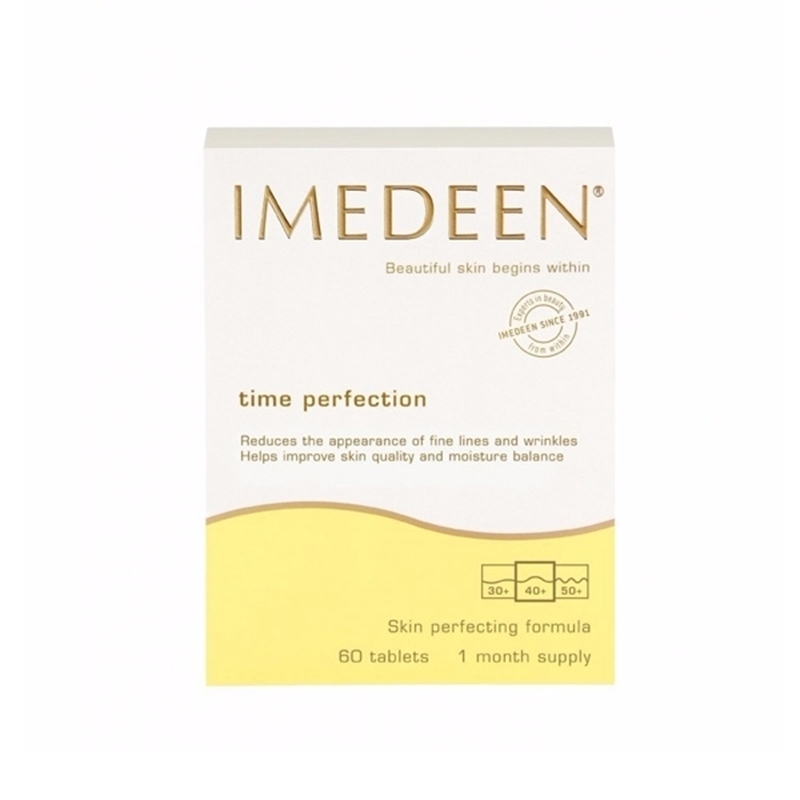 IMEDEEN®
Beautiful skin begins within
Experts in beauty
IMEDEEN SINCE 1991
from within
time perfection
Reduces the appearance of fine lines and wrinkles
Helps improve skin quality and moisture balance
30+ 40+ 50+
Skin perfecting formula
60 tablets 1 month supply